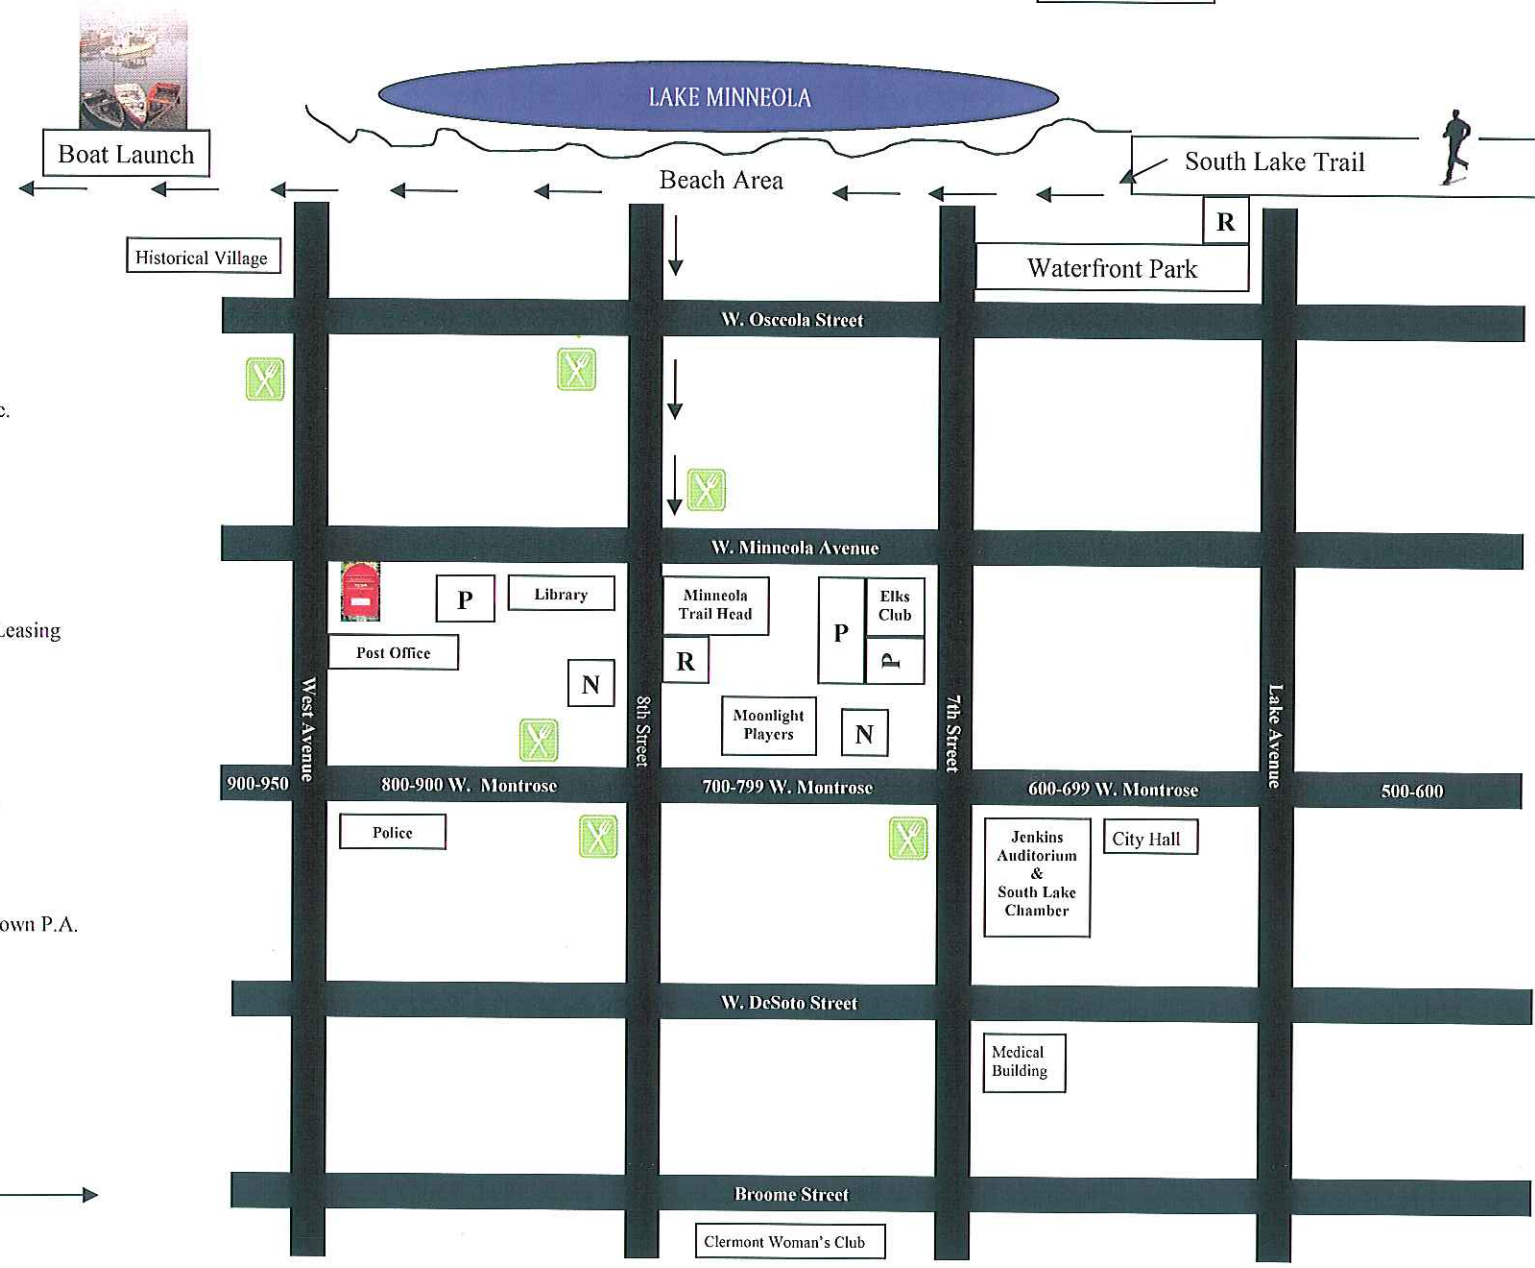 LAKE MINNEOLA
Boat Launch
South Lake Trail
Beach Area
R
Historical Village
Waterfront Park
W. Osceola Street
c.
W. Minneola Avenue
P
Library
Minneola
Trail Head
P
Elks
Club
Leasing
Post Office
R
P
N
West Avenue
8th Street
7th Street
Lake Avenue
Moonlight
Players
N
900-950
800-900 W. Montrose
700-799 W. Montrose
600-699 W. Montrose
500-600
Police
Jenkins
Auditorium
&
South Lake
Chamber
City Hall
own P.A.
W. DeSoto Street
Medical
Building
Broome Street
Clermont Woman's Club